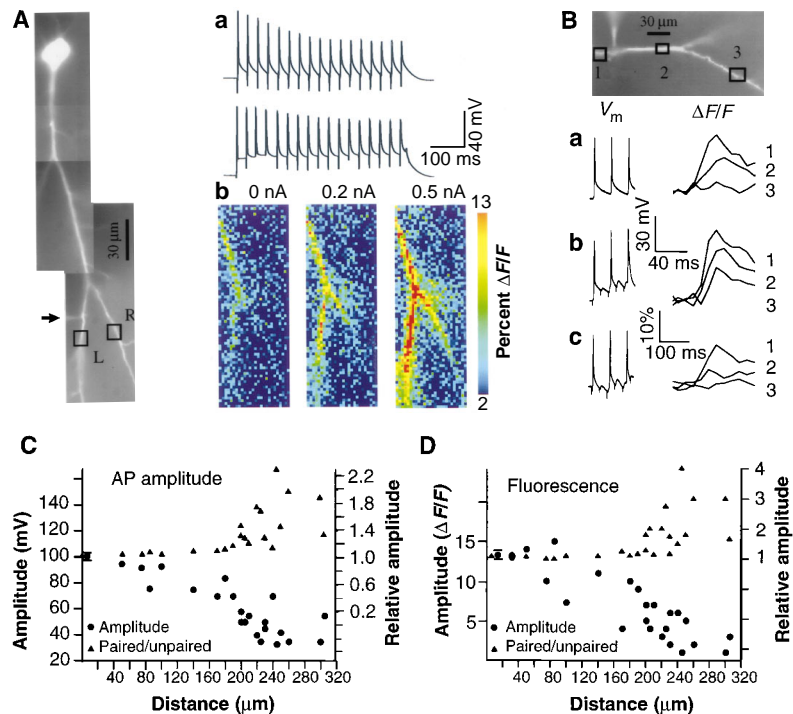 A
30 µm
R
L
a
100 ms
40 mV
b
0 nA
0.2 nA
0.5 nA
13
Percent ΔF/F
2
B
30 µm
1
2
3
Vm
ΔF/F
a
1
2
3
b
30 mV
40 ms
1
2
3
c
10%
100 ms
1
2
3
C
AP amplitude
Amplitude (mV)
140
120
100
80
60
40
20
2.2
1.8
1.4
1.0
0.6
0.2
Relative amplitude
Amplitude
Paired/unpaired
40 80 120 160 200 240 280 320
Distance (µm)
D
Fluorescence
Amplitude (ΔF/F)
15
10
5
4
3
2
1
Relative amplitude
Amplitude
Paired/unpaired
40 80 120 160 200 240 280 320
Distance (µm)